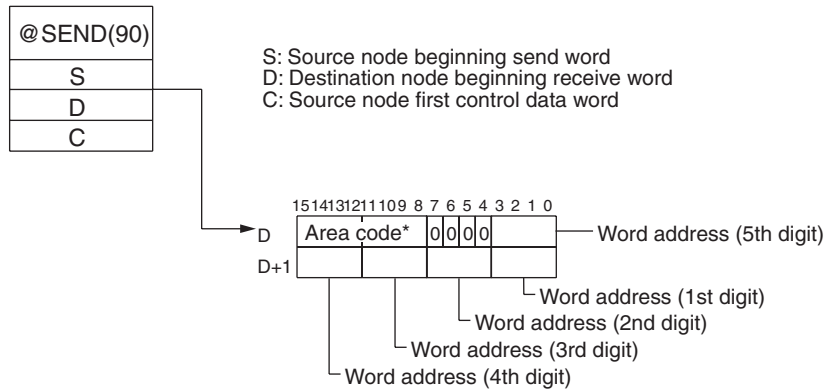 @SEND(90)
S
D
C
S: Source node beginning send word
D: Destination node beginning receive word
C: Source node first control data word
15 14 13 12 11 10 9 8 7 6 5 4 3 2 1 0
D Area code* 0 0 0 0 Word address (5th digit)
D+1
Word address (1st digit)
Word address (2nd digit)
Word address (3rd digit)
Word address (4th digit)